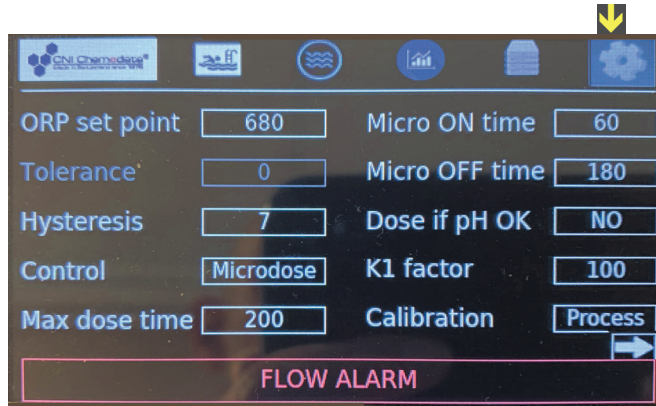 CNI Chemodata®
ORP set point 680 Micro ON time 60
Tolerance 0 Micro OFF time 180
Hysteresis 7 Dose if pH OK NO
Control Microdose K1 factor 100
Max dose time 200 Calibration Process
FLOW ALARM